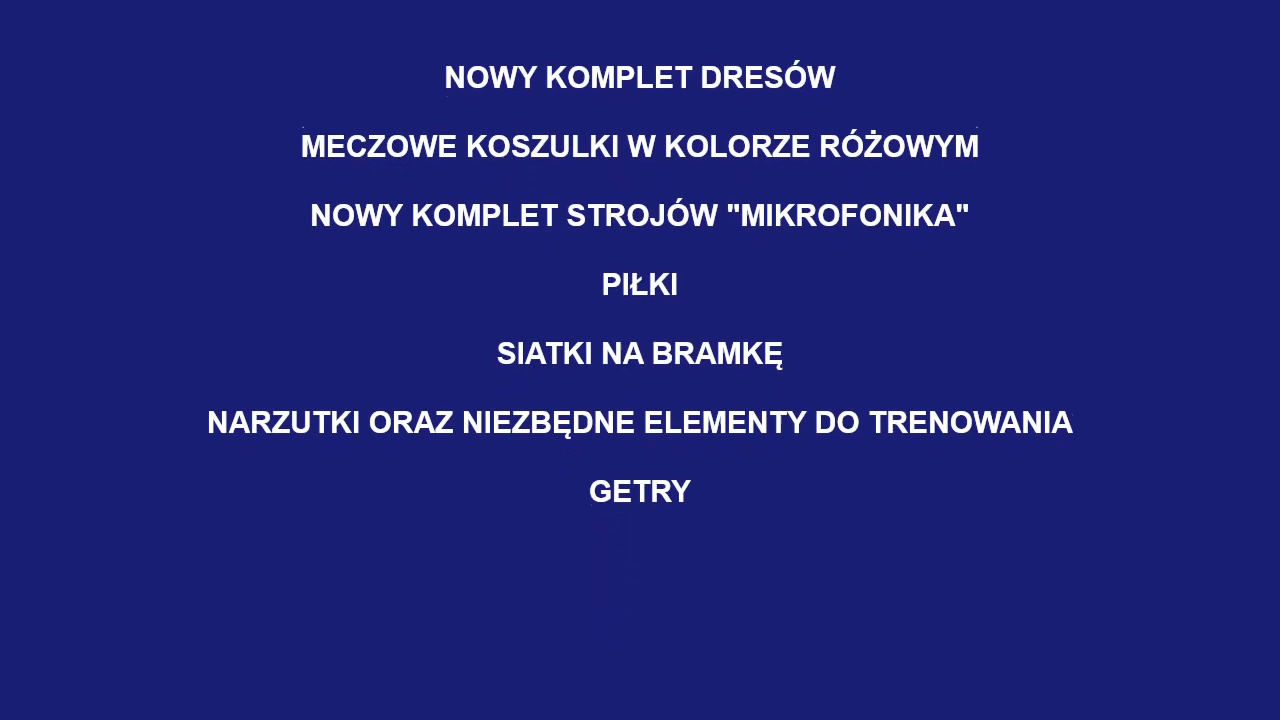 NOWY KOMPLET DRESÓW
MECZOWE KOSZULKI W KOLORZE RÓŻOWYM
NOWY KOMPLET STROJÓW "MIKROFONIKA"
PIŁKI
SIATKI NA BRAMKĘ
NARZUTKI ORAZ NIEZBĘDNE ELEMENTY DO TRENOWANIA
GETRY